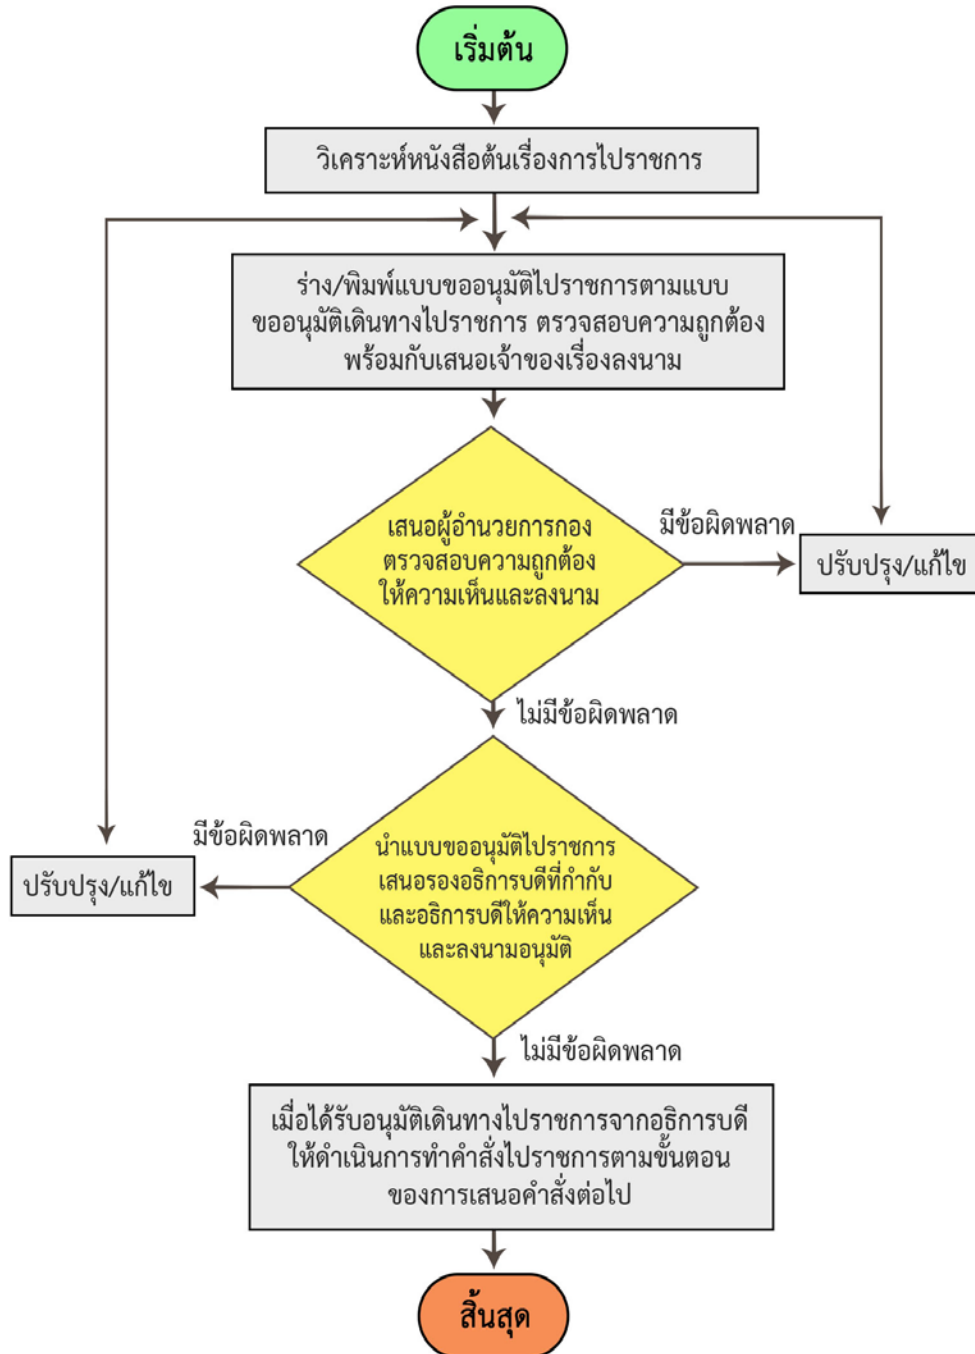 เริ่มต้น
วิเคราะห์หนังสือต้นเรื่องการไปราชการ
ร่าง/พิมพ์แบบขออนุมัติไปราชการตามแบบ
ขออนุมัติเดินทางไปราชการ ตรวจสอบความถูกต้อง
พร้อมกับเสนอเจ้าของเรื่องลงนาม
เสนอผู้อำนวยการกอง
ตรวจสอบความถูกต้อง
ให้ความเห็นและลงนาม
มีข้อผิดพลาด
ปรับปรุง/แก้ไข
ไม่มีข้อผิดพลาด
นำแบบขออนุมัติไปราชการ
เสนอรองอธิการบดีที่กำกับ
และอธิการบดีให้ความเห็น
และลงนามอนุมัติ
มีข้อผิดพลาด
ปรับปรุง/แก้ไข
ไม่มีข้อผิดพลาด
เมื่อได้รับอนุมัติเดินทางไปราชการจากอธิการบดี
ให้ดำเนินการทำคำสั่งไปราชการตามขั้นตอน
ของการเสนอคำสั่งต่อไป
สิ้นสุด